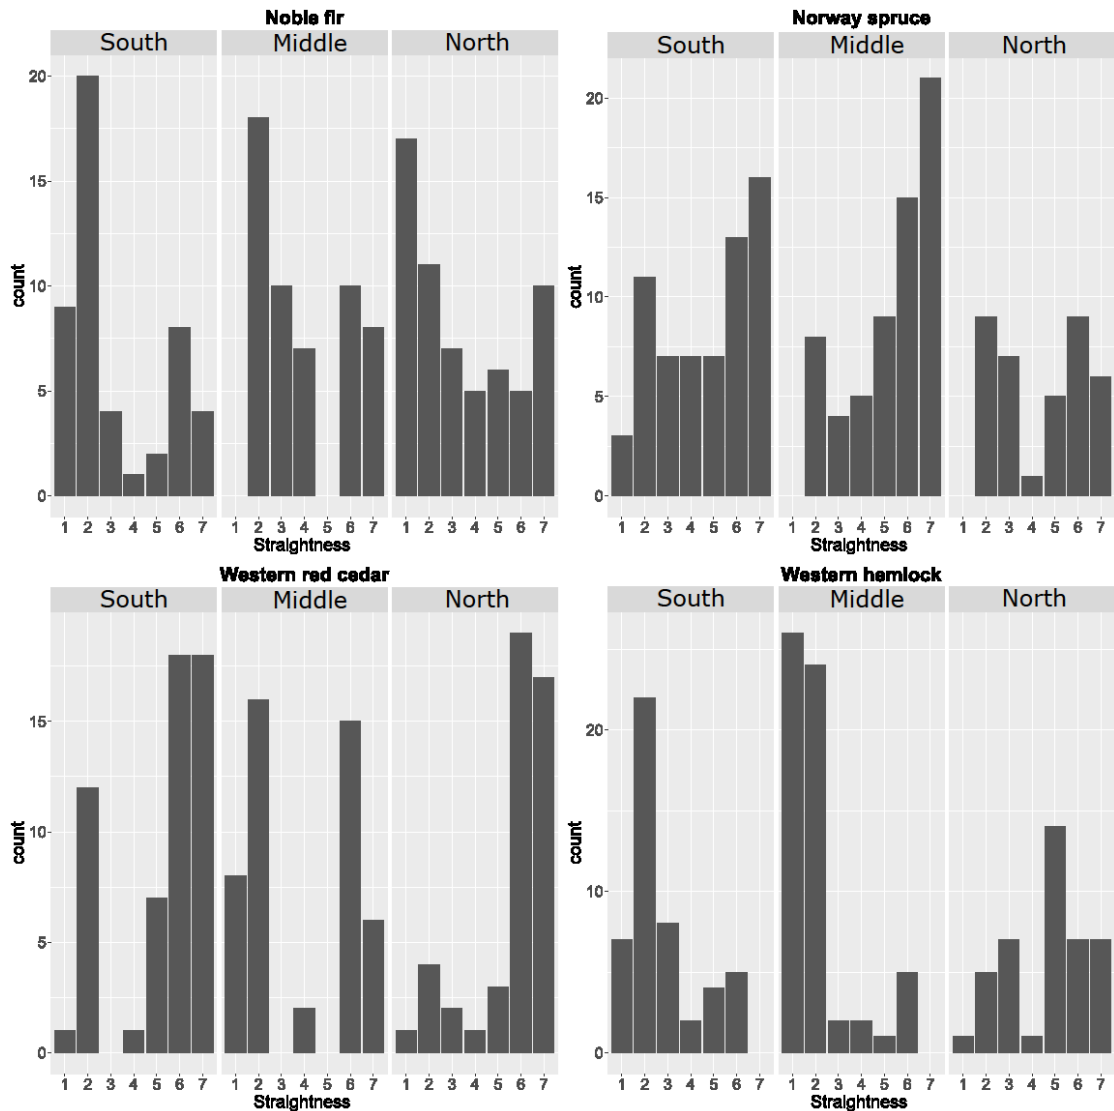 Noble fir
South Middle North
20
15
10
5
0
count
1 2 3 4 5 6 7 1 2 3 4 5 6 7 1 2 3 4 5 6 7
Straightness
Norway spruce
South Middle North
20
15
10
5
0
count
1 2 3 4 5 6 7 1 2 3 4 5 6 7 1 2 3 4 5 6 7
Straightness
Western red cedar
South Middle North
15
10
5
0
count
1 2 3 4 5 6 7 1 2 3 4 5 6 7 1 2 3 4 5 6 7
Straightness
Western hemlock
South Middle North
20
10
0
count
1 2 3 4 5 6 7 1 2 3 4 5 6 7 1 2 3 4 5 6 7
Straightness